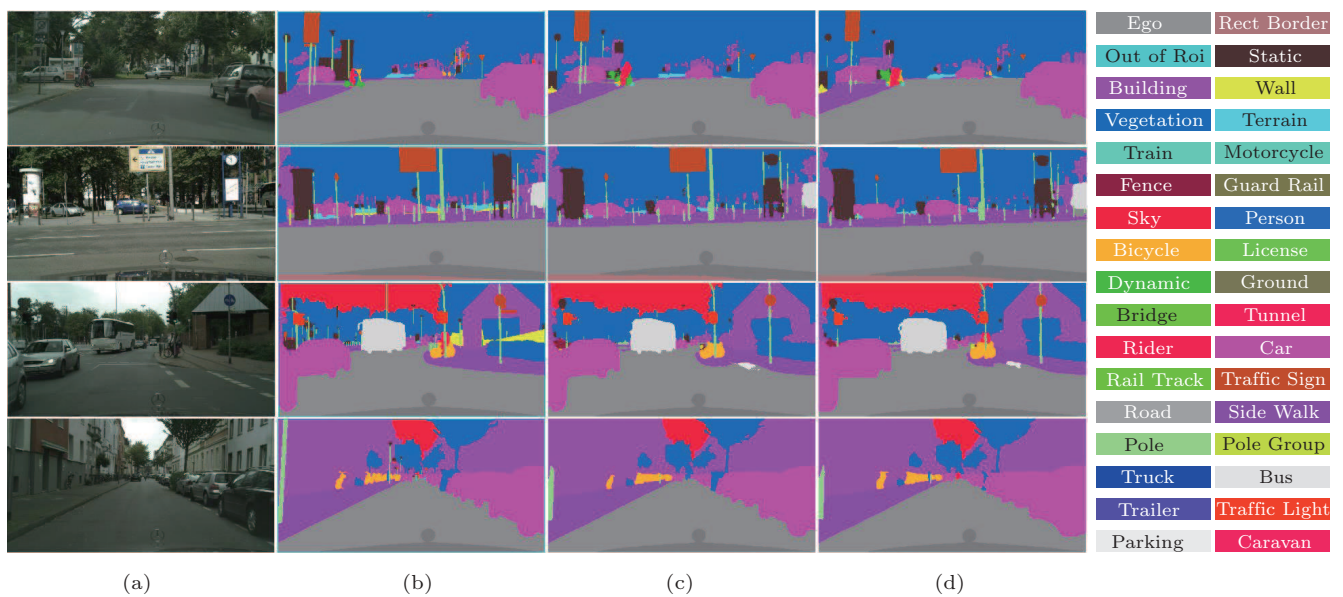 Ego Rect Border
Out of Roi Static
Building Wall
Vegetation Terrain
Train Motorcycle
Fence Guard Rail
Sky Person
Bicycle License
Dynamic Ground
Bridge Tunnel
Rider Car
Rail Track Traffic Sign
Road Side Walk
Pole Pole Group
Truck Bus
Trailer Traffic Light
Parking Caravan
(a) (b) (c) (d)